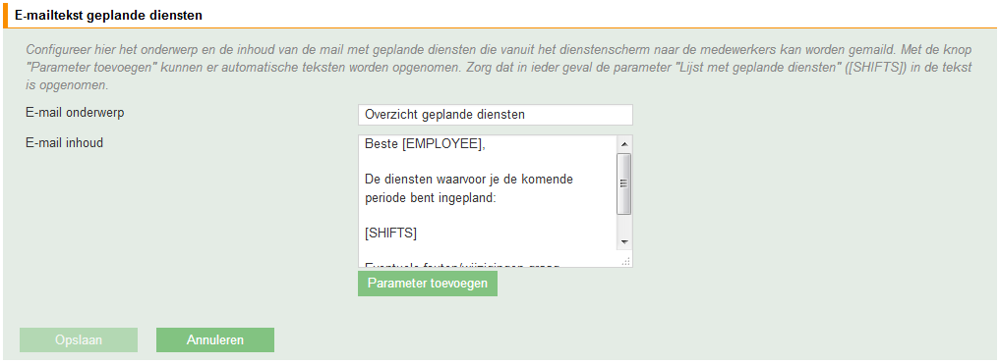 E-mailtekst geplande diensten
Configureer hier het onderwerp en de inhoud van de mail met geplande diensten die vanuit het dienstenscherm naar de medewerkers kan worden gemaild. Met de knop
"Parameter toevoegen" kunnen er automatische teksten worden opgenomen. Zorg dat in ieder geval de parameter "Lijst met geplande diensten" ([SHIFTS]) in de tekst
is opgenomen.
E-mail onderwerp
Overzicht geplande diensten
E-mail inhoud
Beste [EMPLOYEE],
De diensten waarvoor je de komende
periode bent ingepland:
[SHIFTS]
Eventuele fouten/wijzigingen graag
Parameter toevoegen
Opslaan
Annuleren